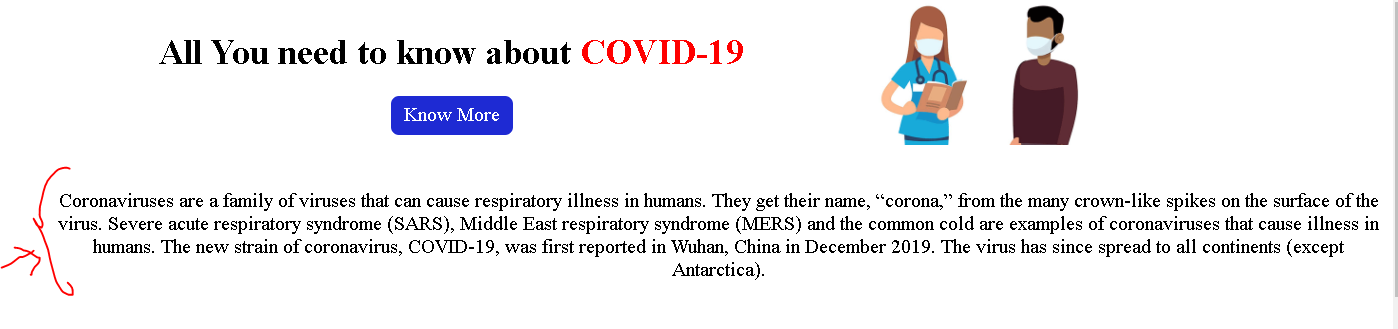 All You need to know about COVID-19
Know More
Coronaviruses are a family of viruses that can cause respiratory illness in humans. They get their name, “corona,” from the many crown-like spikes on the surface of the
virus. Severe acute respiratory syndrome (SARS), Middle East respiratory syndrome (MERS) and the common cold are examples of coronaviruses that cause illness in
humans. The new strain of coronavirus, COVID-19, was first reported in Wuhan, China in December 2019. The virus has since spread to all continents (except
Antarctica).